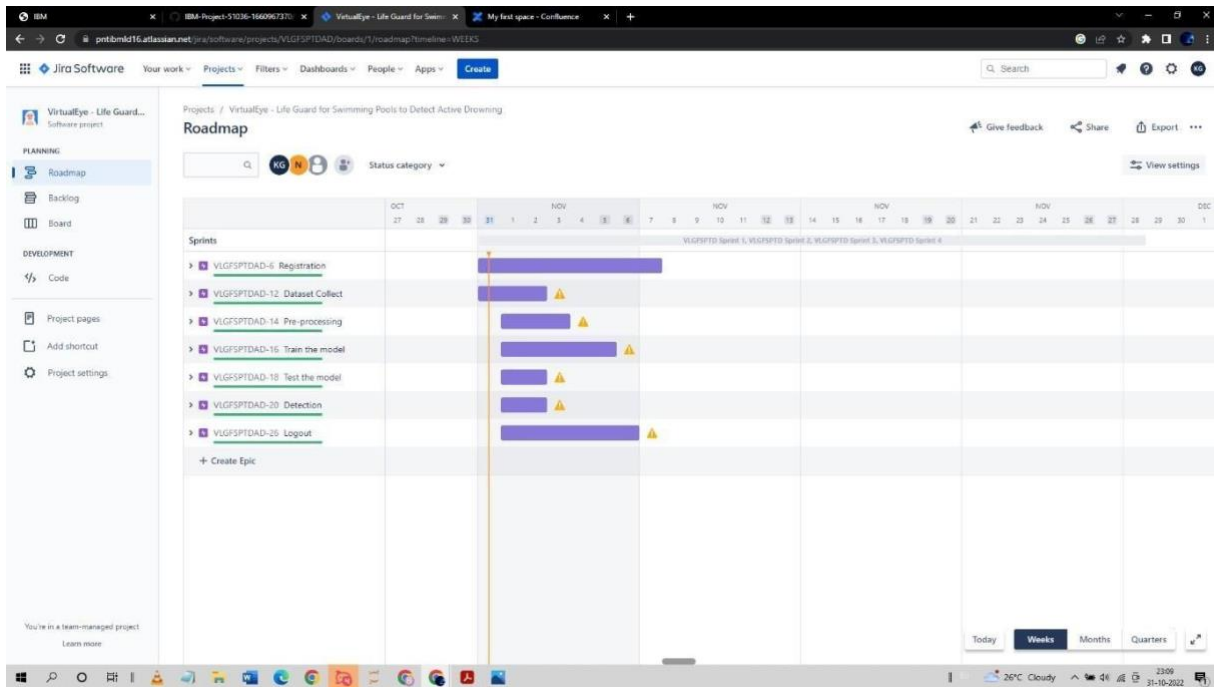 IBM
IBM-Project-51036-1660967370
VirtualEye - Life Guard for Swim
My first space - Confluence
pntibmld16.atlassian.net/jira/software/projects/VLGFSPTDAD/boards/1/roadmap?timeline=WEEKS
Jira Software Your work Projects Filters Dashboards People Apps Create Search KG
VirtualEye - Life Guard...
Software project
PLANNING
Roadmap
Backlog
Board
DEVELOPMENT
Code
Project pages
Add shortcut
Project settings
You're in a team-managed project
Learn more
Projects / VirtualEye - Life Guard for Swimming Pools to Detect Active Drowning
Roadmap
Give feedback Share Export
KG N Status category View settings
OCT NOV NOV NOV NOV DEC
27 28 29 30 31 1 2 3 4 5 6 7 8 9 10 11 12 13 14 15 16 17 18 19 20 21 22 23 24 25 26 27 28 29 30 1
Sprints VLGFSPTD Sprint 1, VLGFSPTD Sprint 2, VLGFSPTD Sprint 3, VLGFSPTD Sprint 4
VLGFSPTDAD-6 Registration
VLGFSPTDAD-12 Dataset Collect
VLGFSPTDAD-14 Pre-processing
VLGFSPTDAD-16 Train the model
VLGFSPTDAD-18 Test the model
VLGFSPTDAD-20 Detection
VLGFSPTDAD-26 Logout
+ Create Epic
Today Weeks Months Quarters
26°C Cloudy
23:09
31-10-2022